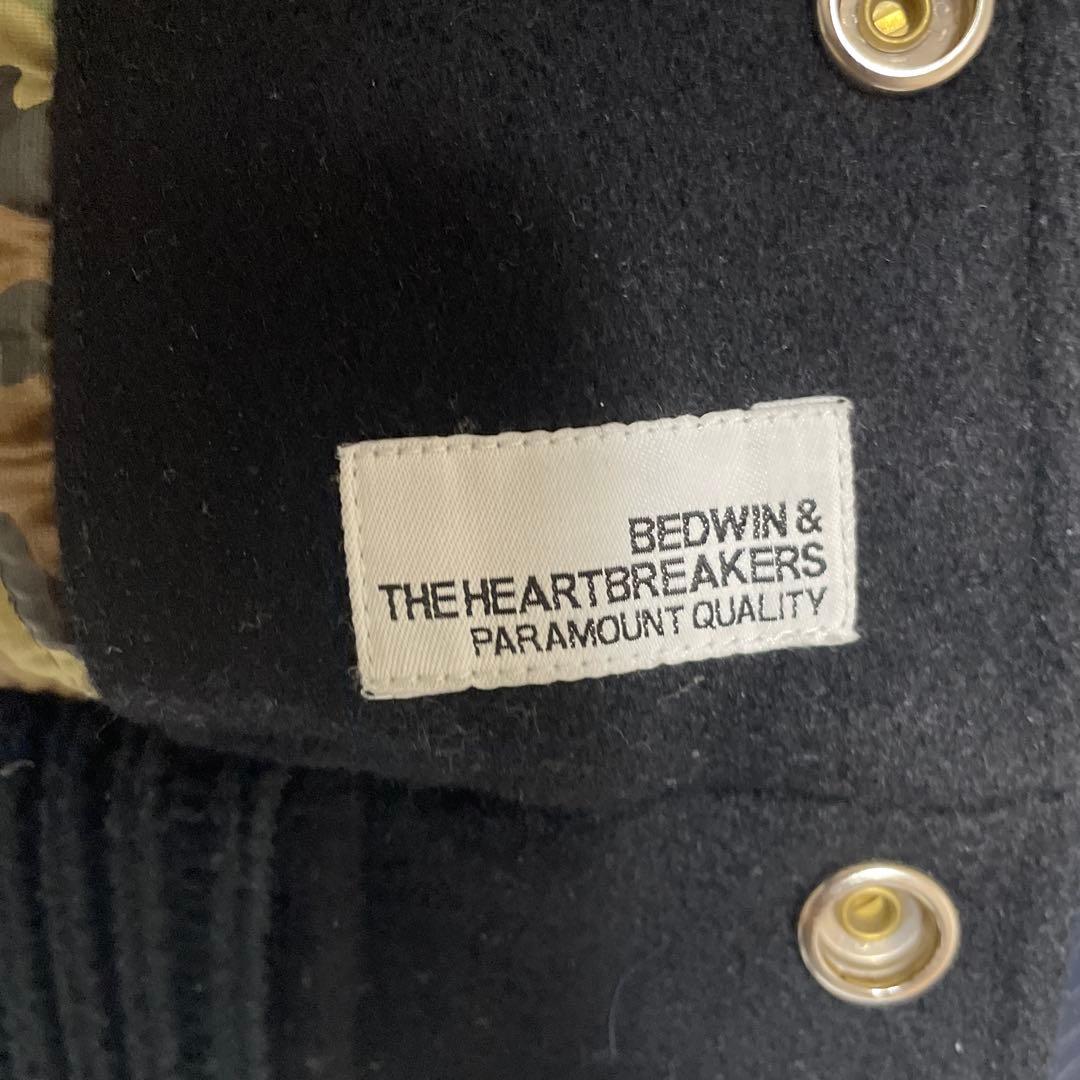 BEDWIN &
THE HEARTBREAKERS
PARAMOUNT QUALITY